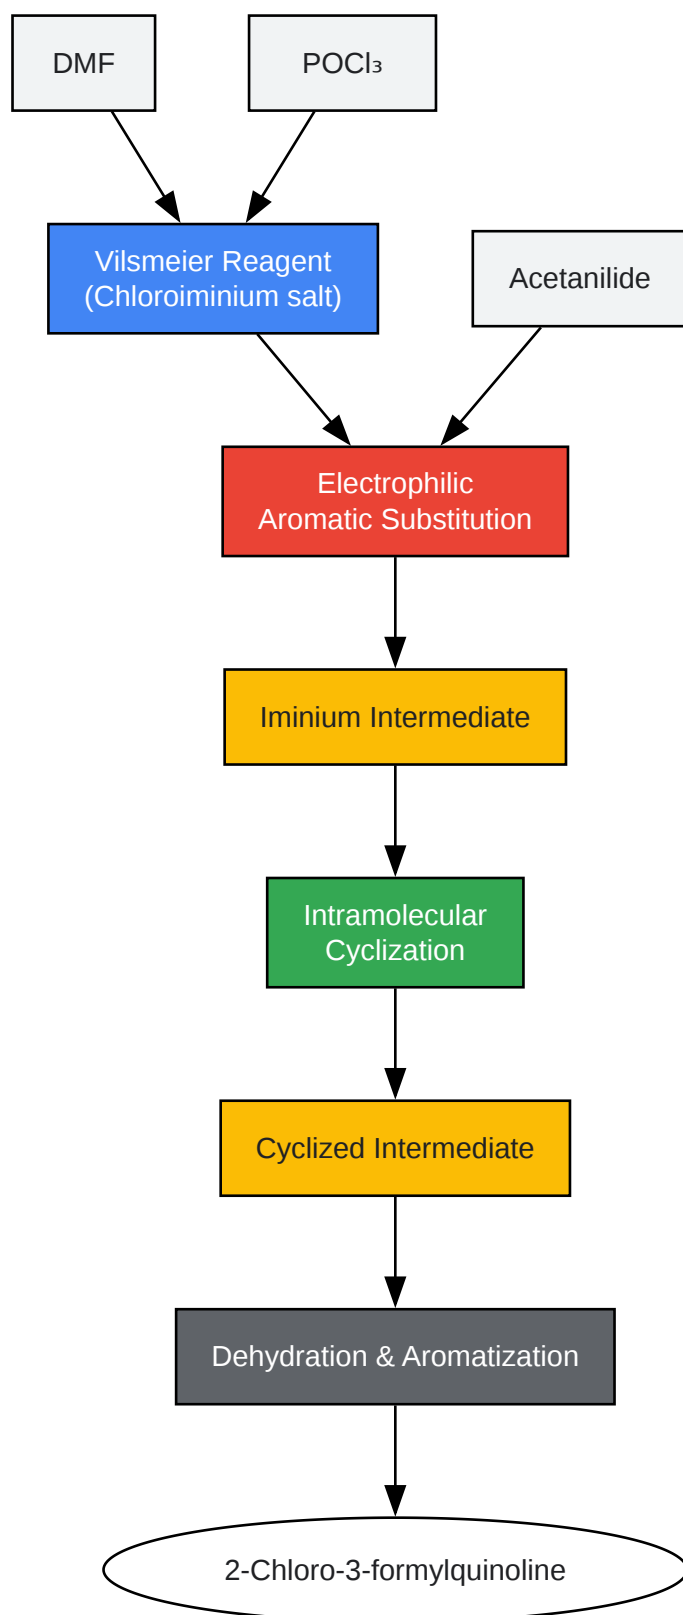 DMF
POCl₃
Vilsmeier Reagent
(Chloroiminium salt)
Acetanilide
Electrophilic
Aromatic Substitution
Iminium Intermediate
Intramolecular
Cyclization
Cyclized Intermediate
Dehydration & Aromatization
2-Chloro-3-formylquinoline